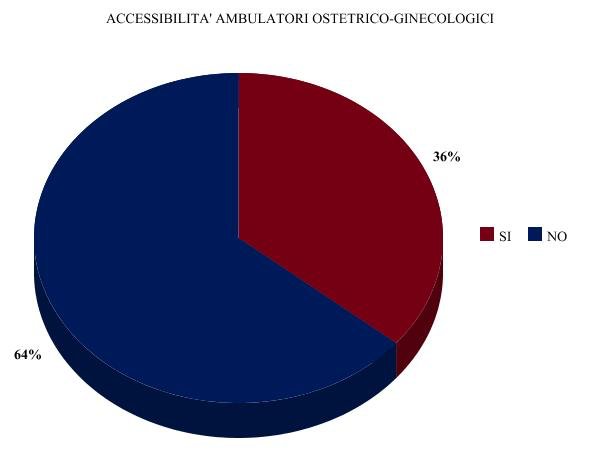 ACCESSIBILITA' AMBULATORI OSTETRICO-GINECOLOGICI
36%
SI NO
64%